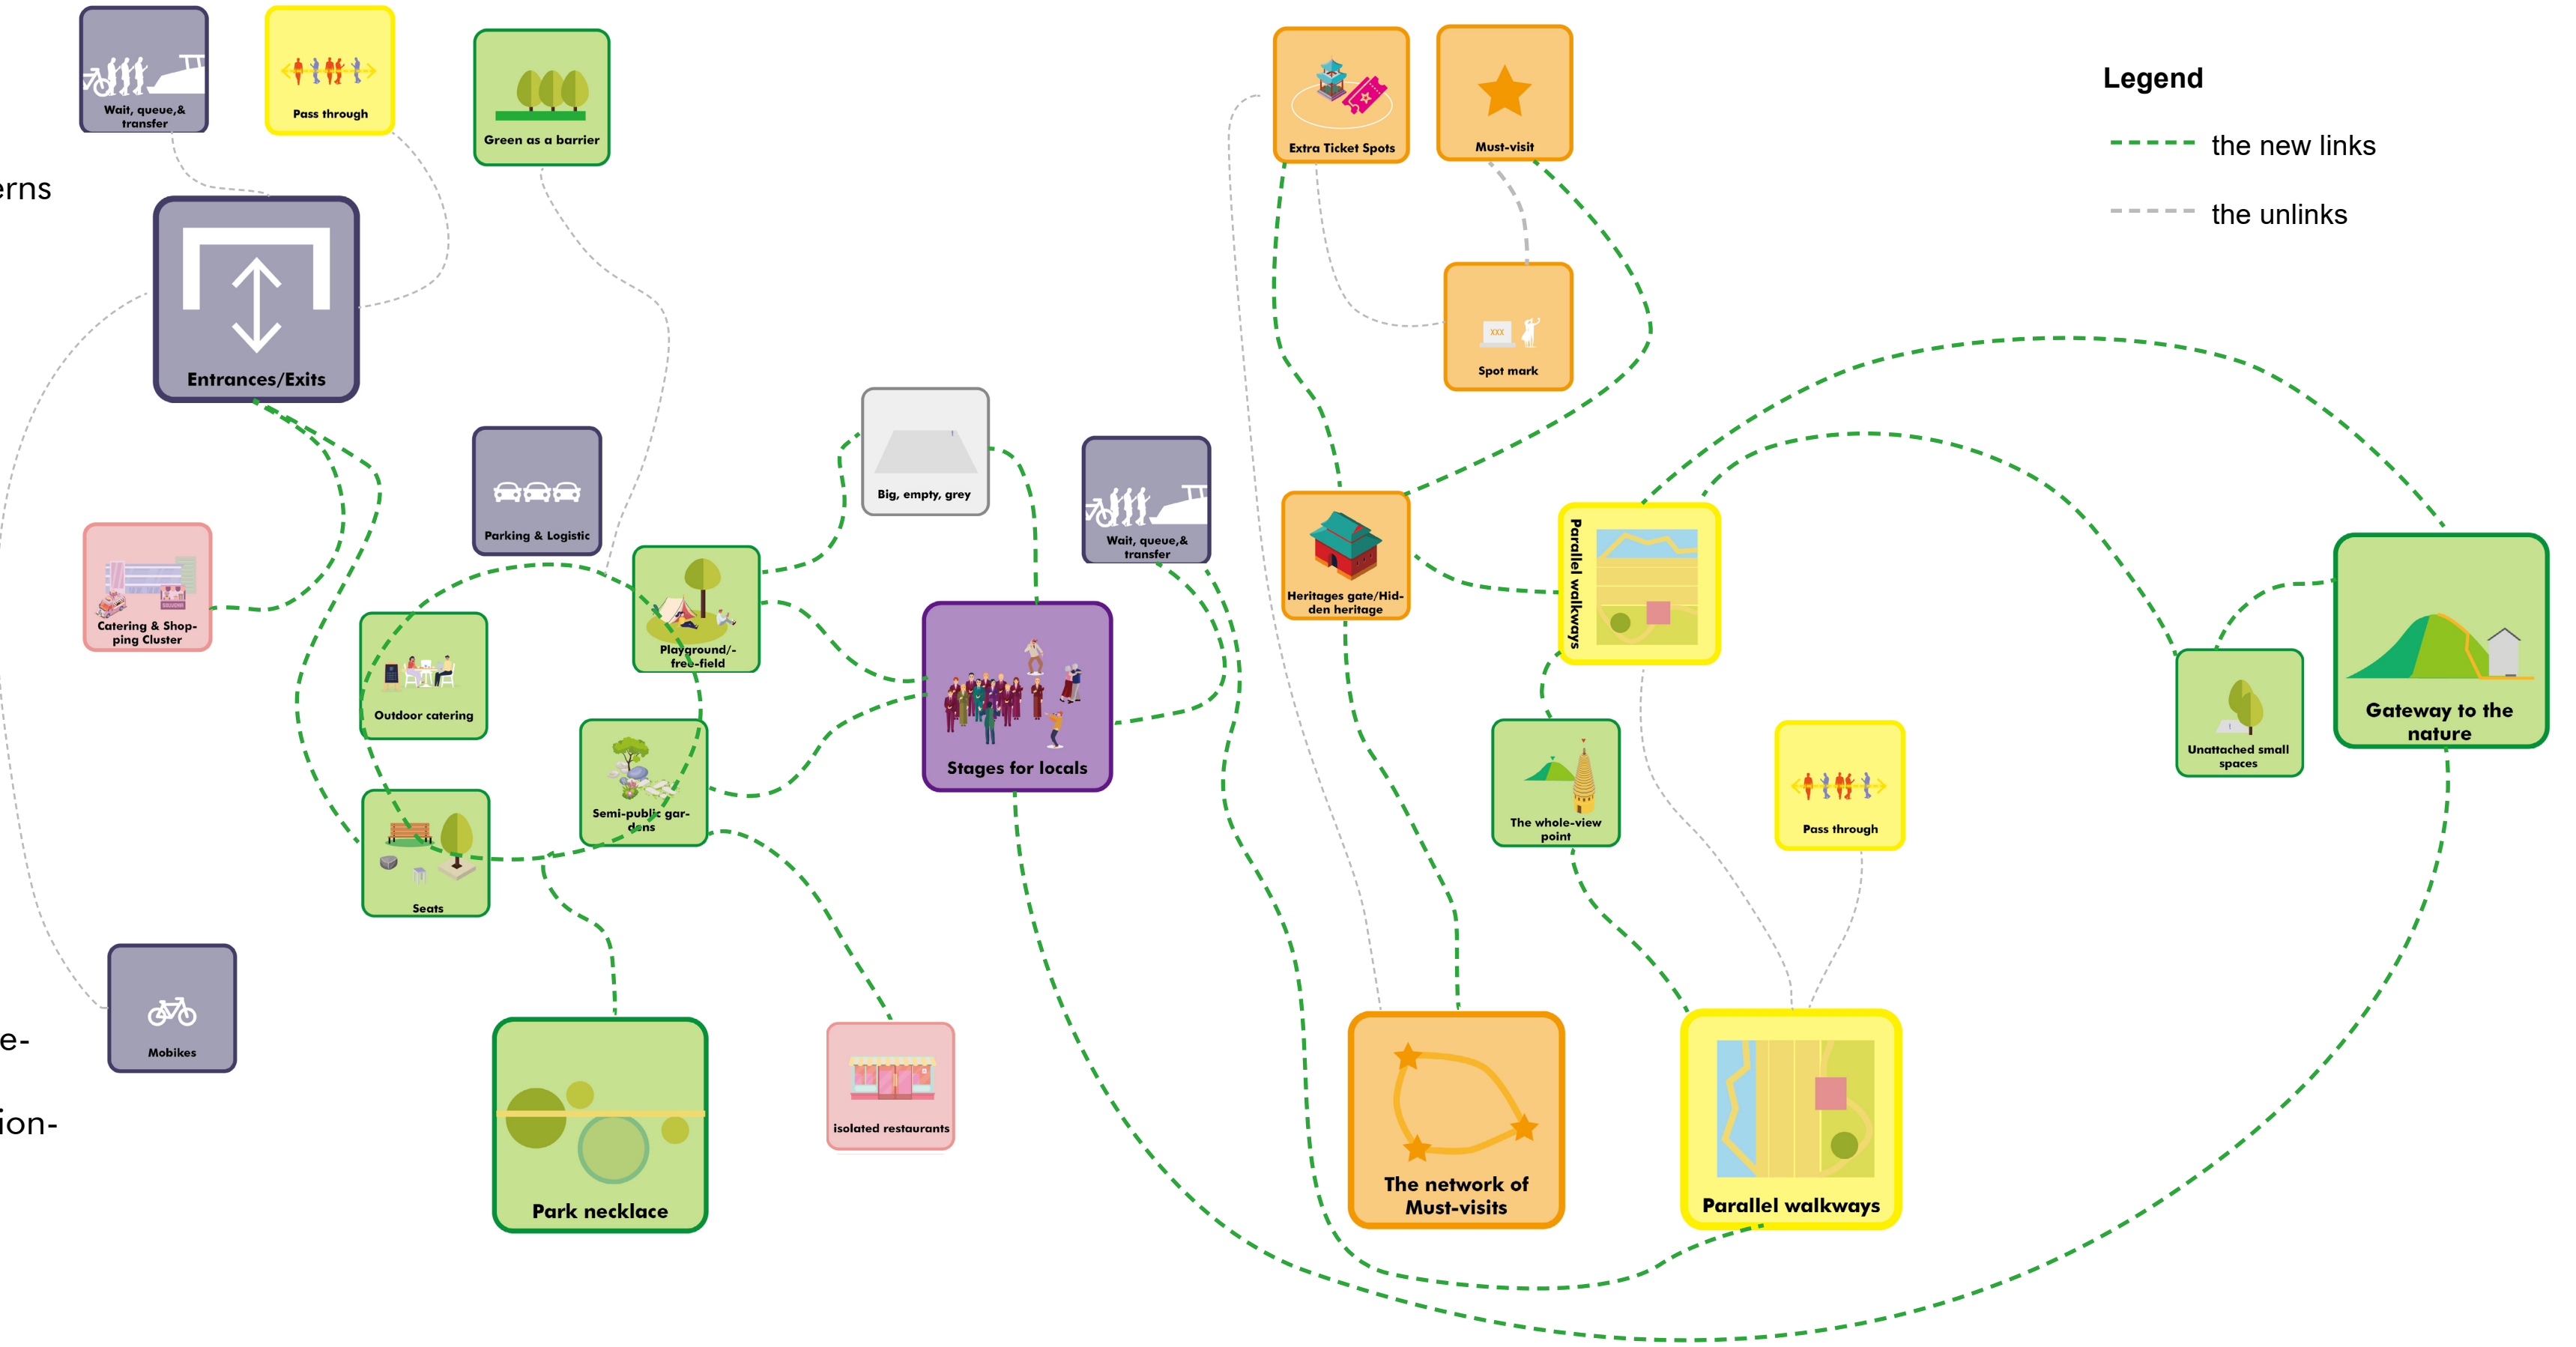 Wait, queue,&
transfer
Pass through
Green as a barrier
Extra Ticket Spots
Must-visit
Legend
the new links
the unlinks
erns
Entrances/Exits
XXX
Spot mark
Big, empty, grey
Parking & Logistic
Wait, queue,&
transfer
Catering & Shop-
ping Cluster
Playground/-
free-field
Heritages gate/Hid-
den heritage
Parallel walkways
Outdoor catering
Stages for locals
Gateway to the
nature
Unattached small
spaces
Semi-public gar-
dens
The whole-view
point
Pass through
Seats
Mobikes
e-
ion-
isolated restaurants
Park necklace
The network of
Must-visits
Parallel walkways